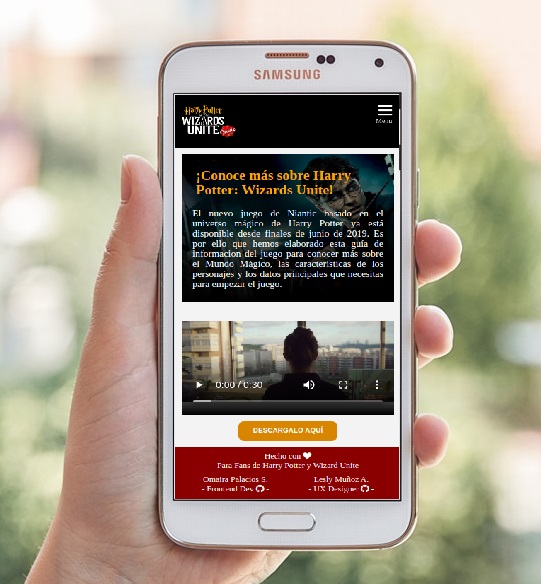 SAMSUNG
Harry Potter
WIZARDS
UNITE
Menu
¡Conoce más sobre Harry
Potter: Wizards Unite!
El nuevo juego de Niantic basado en el
universo mágico de Harry Potter ya está
disponible desde finales de junio de 2019. Es
por ello que hemos elaborado esta guía de
informacion del juego para conocer más sobre
el Mundo Mágico, las características de los
personajes y los datos principales que necesitas
para empezar el juego.
0:00 / 0:30
DESCARGALO AQUÍ
Hecho con ❤
Para Fans de Harry Potter y Wizard Unite
Omaira Palacios S.
- Frontend Dev -
Lesly Muñoz A.
- UX Designer -